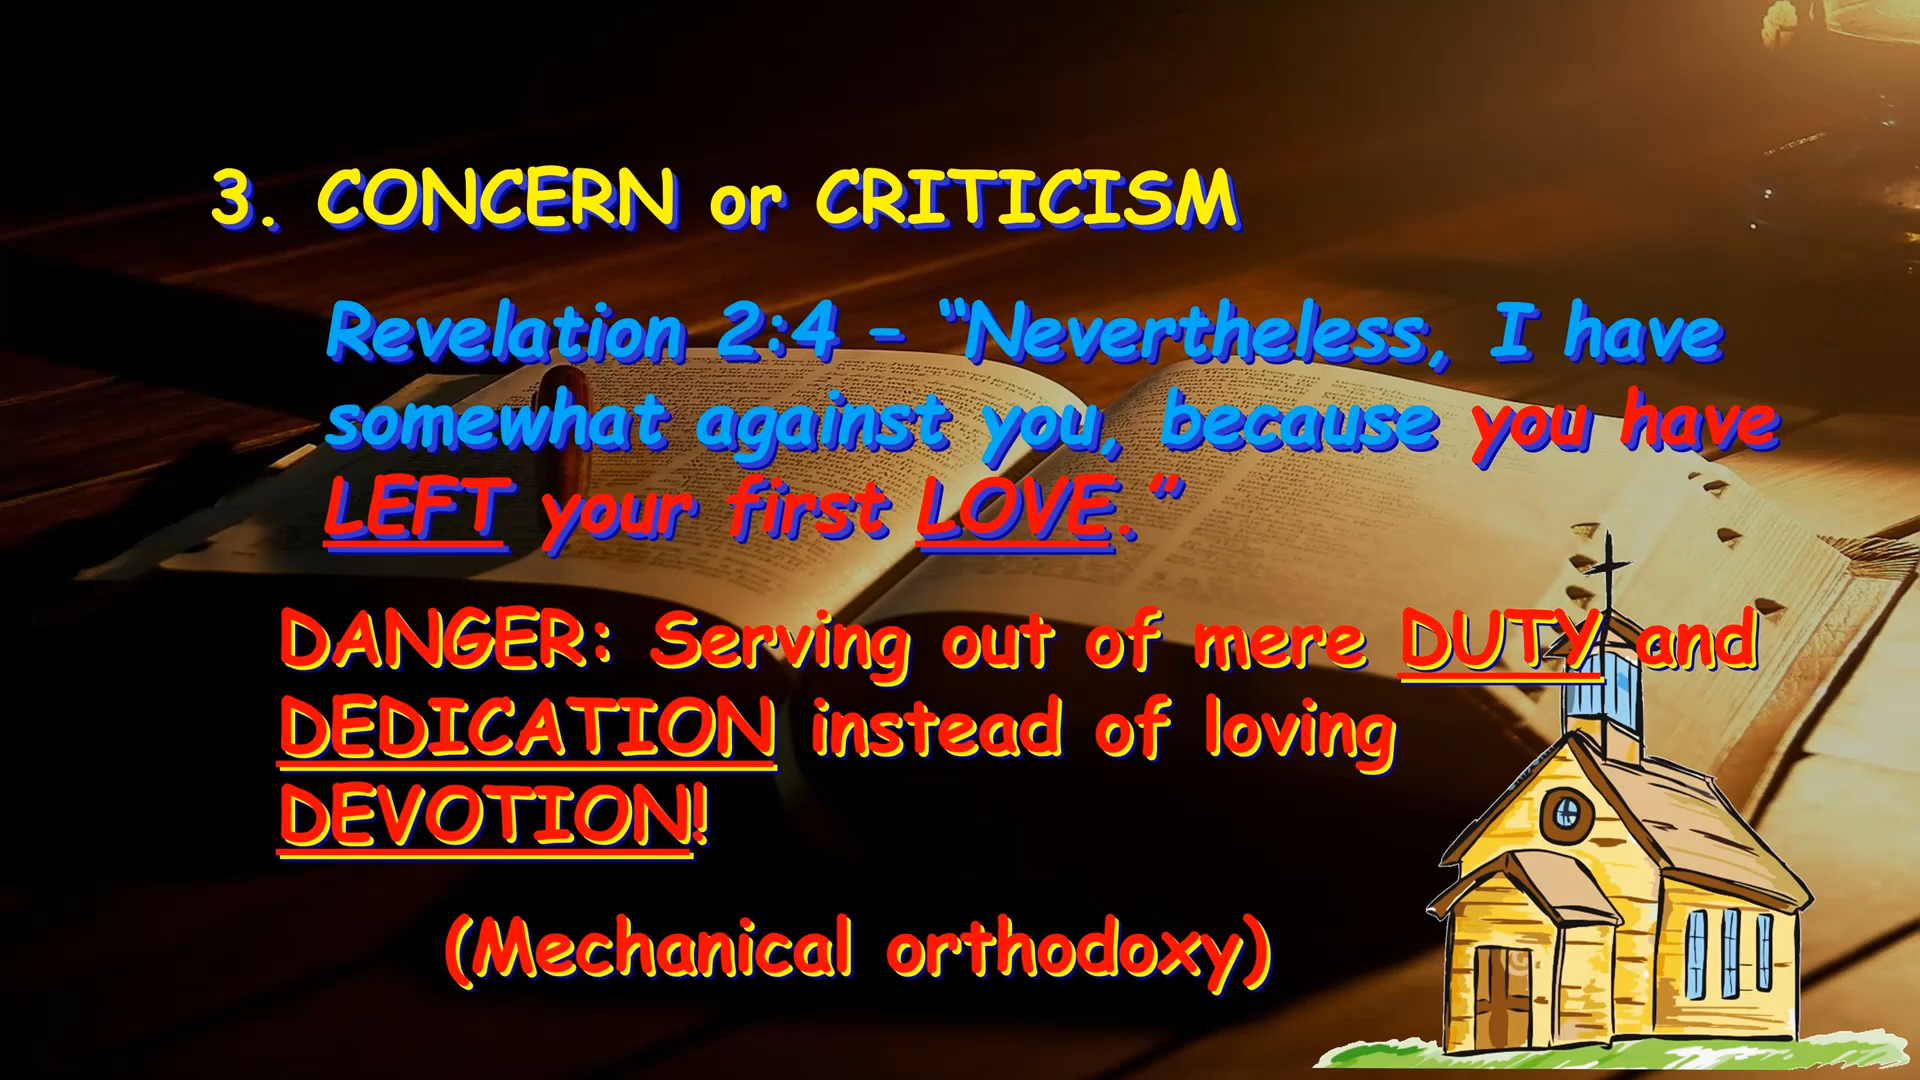 3. CONCERN or CRITICISM
Revelation 2:4 – “Nevertheless, I have
somewhat against you, because you have
LEFT your first LOVE.”
DANGER: Serving out of mere DUTY and
DEDICATION instead of loving
DEVOTION!
(Mechanical orthodoxy)